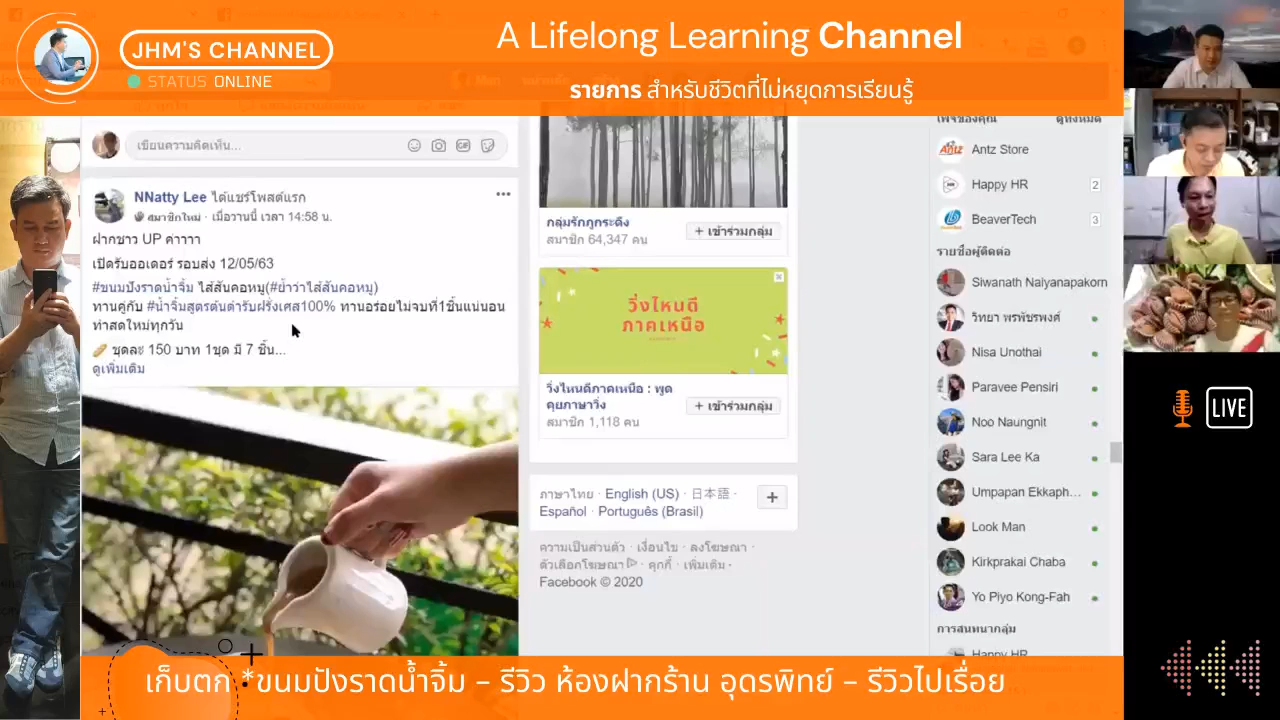 JHM'S CHANNEL
STATUS ONLINE
A Lifelong Learning Channel
รายการ สำหรับชีวิตที่ไม่หยุดการเรียนรู้
เขียนความคิดเห็น...
NNatty Lee ได้แชร์โพสต์แรก
สมาชิกใหม่ · เมื่อวานนี้ เวลา 14:58 น.
ฝากชาว UP ค่าาาา
เปิดรับออเดอร์ รอบส่ง 12/05/63
#ขนมปังราดน้ำจิ้ม ไส้สันคอหมู(#ย้ำว่าไส้สันคอหมู)
ทานคู่กับ #น้ำจิ้มสูตรต้นตำรับฝรั่งเศส100% ทานอร่อยไม่จบที่1ชิ้นแน่นอน
ทำสดใหม่ทุกวัน
🥖 ชุดละ 150 บาท 1ชุด มี 7 ชิ้น...
ดูเพิ่มเติม
กลุ่มรักภูกระดึง
สมาชิก 64,347 คน
+ เข้าร่วมกลุ่ม
วิ่งไหนดี
ภาคเหนือ
วิ่งไหนดีภาคเหนือ : พูด
คุยภาษาวิ่ง
สมาชิก 1,118 คน
+ เข้าร่วมกลุ่ม
ภาษาไทย · English (US) · 日本語 ·
Español · Português (Brasil)
+
ความเป็นส่วนตัว · เงื่อนไข · ลงโฆษณา ·
ตัวเลือกโฆษณา · คุกกี้ · เพิ่มเติม ·
Facebook © 2020
เพจของคุณ ดูทั้งหมด
Antz Store
Happy HR 2
BeaverTech 3
รายชื่อผู้ติดต่อ
Siwanath Nalyanapakorn
วิทยา พรพัชรพงศ์
Nisa Unothai
Paravee Pensiri
Noo Naungnit
Sara Lee Ka
Umpapan Ekkaph...
Look Man
Kirkprakai Chaba
Yo Piyo Kong-Fah
การสนทนากลุ่ม
Happy HR
LIVE
เก็บตก *ขนมปังราดน้ำจิ้ม – รีวิว ห้องฝากร้าน อุดรพิทย์ – รีวิวไปเรื่อย